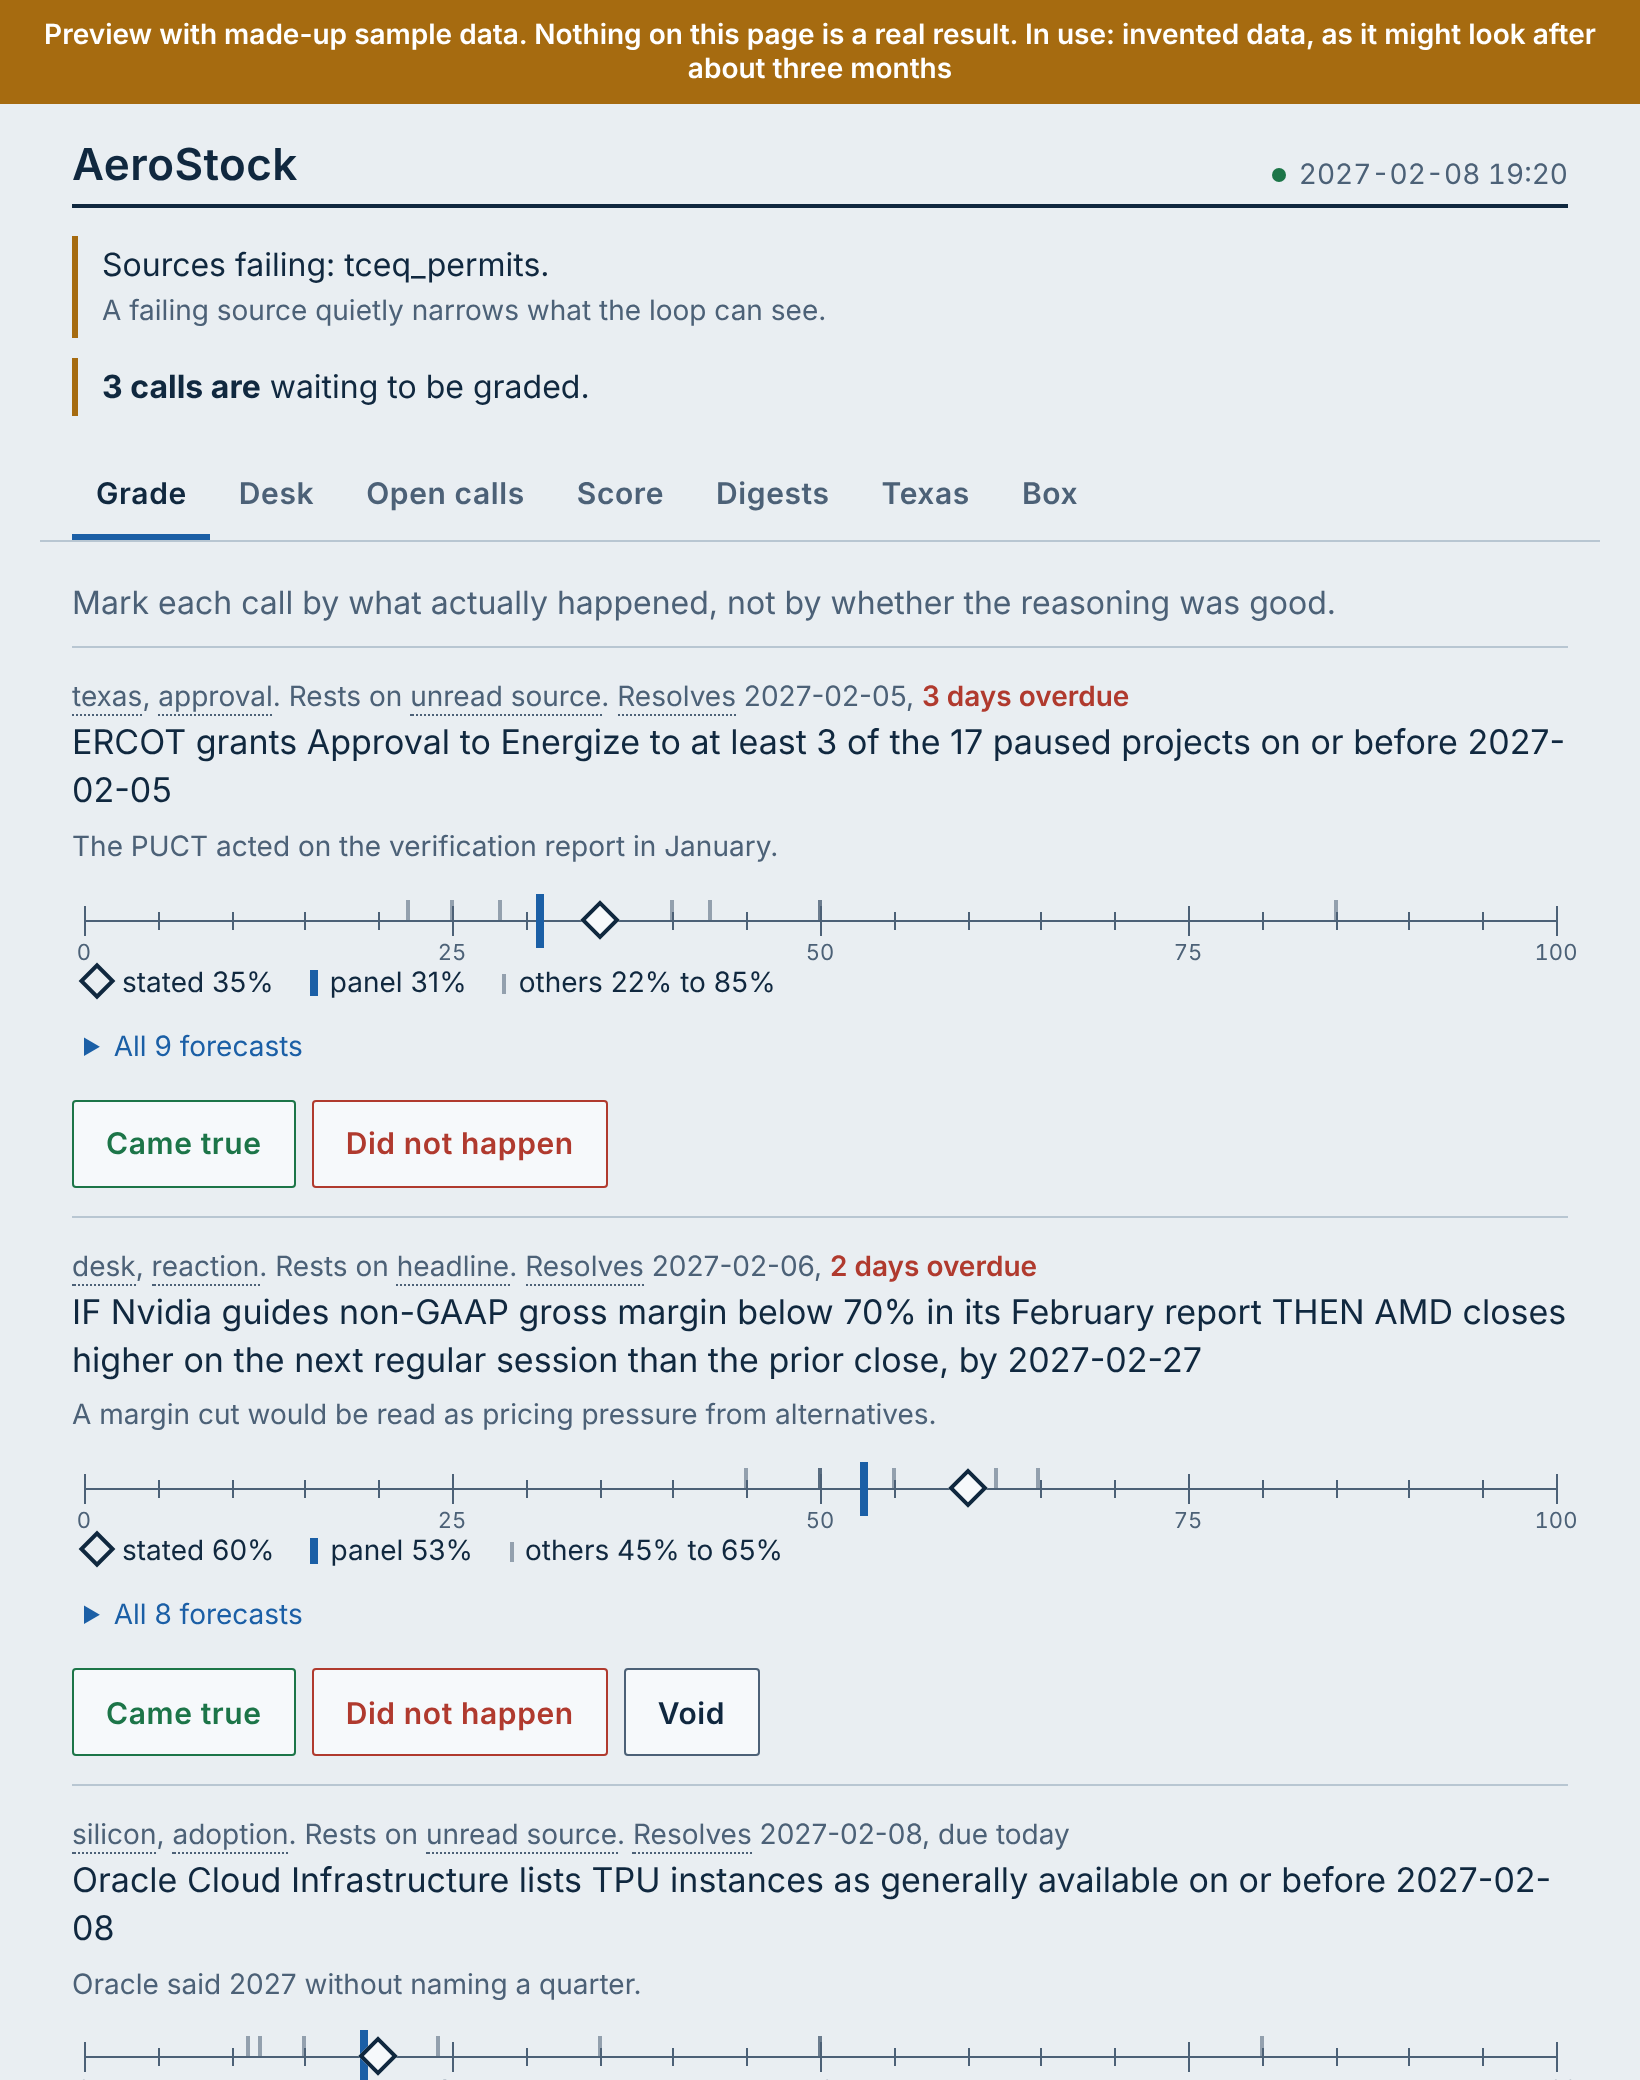 Preview with made-up sample data. Nothing on this page is a real result. In use: invented data, as it might look after
about three months
AeroStock
2027-02-08 19:20
Sources failing: tceq_permits.
A failing source quietly narrows what the loop can see.
3 calls are waiting to be graded.
Grade Desk Open calls Score Digests Texas Box
Mark each call by what actually happened, not by whether the reasoning was good.
texas, approval. Rests on unread source. Resolves 2027-02-05, 3 days overdue
ERCOT grants Approval to Energize to at least 3 of the 17 paused projects on or before 2027-
02-05
The PUCT acted on the verification report in January.
0 25 50 75 100
stated 35% panel 31% others 22% to 85%
All 9 forecasts
Came true Did not happen
desk, reaction. Rests on headline. Resolves 2027-02-06, 2 days overdue
IF Nvidia guides non-GAAP gross margin below 70% in its February report THEN AMD closes
higher on the next regular session than the prior close, by 2027-02-27
A margin cut would be read as pricing pressure from alternatives.
0 25 50 75 100
stated 60% panel 53% others 45% to 65%
All 8 forecasts
Came true Did not happen Void
silicon, adoption. Rests on unread source. Resolves 2027-02-08, due today
Oracle Cloud Infrastructure lists TPU instances as generally available on or before 2027-02-
08
Oracle said 2027 without naming a quarter.